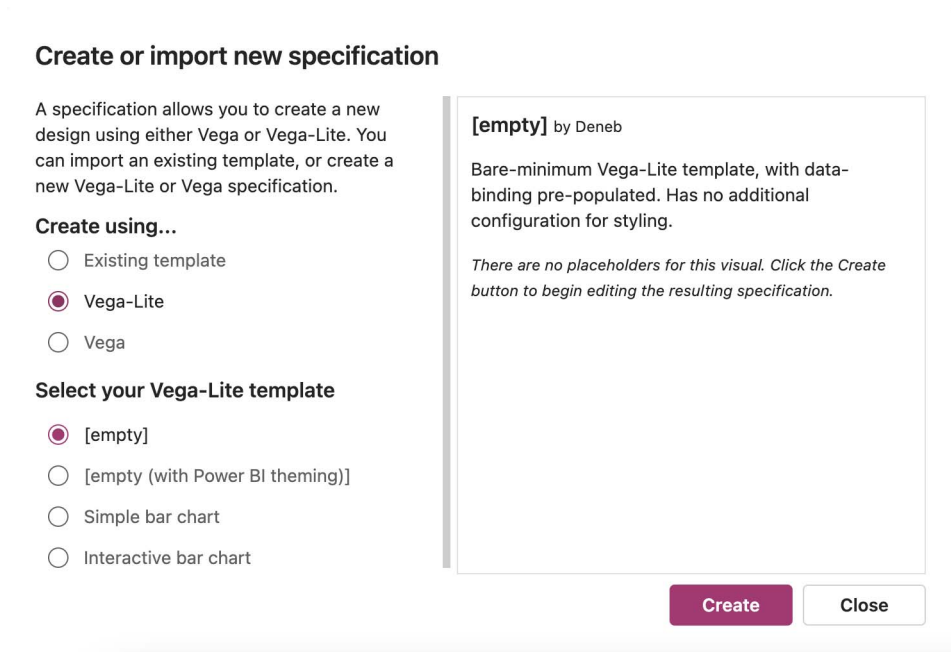 Create or import new specification
A specification allows you to create a new
design using either Vega or Vega-Lite. You
can import an existing template, or create a
new Vega-Lite or Vega specification.
Create using...
Existing template
Vega-Lite
Vega
Select your Vega-Lite template
[empty]
[empty (with Power BI theming)]
Simple bar chart
Interactive bar chart
[empty] by Deneb
Bare-minimum Vega-Lite template, with data-
binding pre-populated. Has no additional
configuration for styling.
There are no placeholders for this visual. Click the Create
button to begin editing the resulting specification.
Create
Close